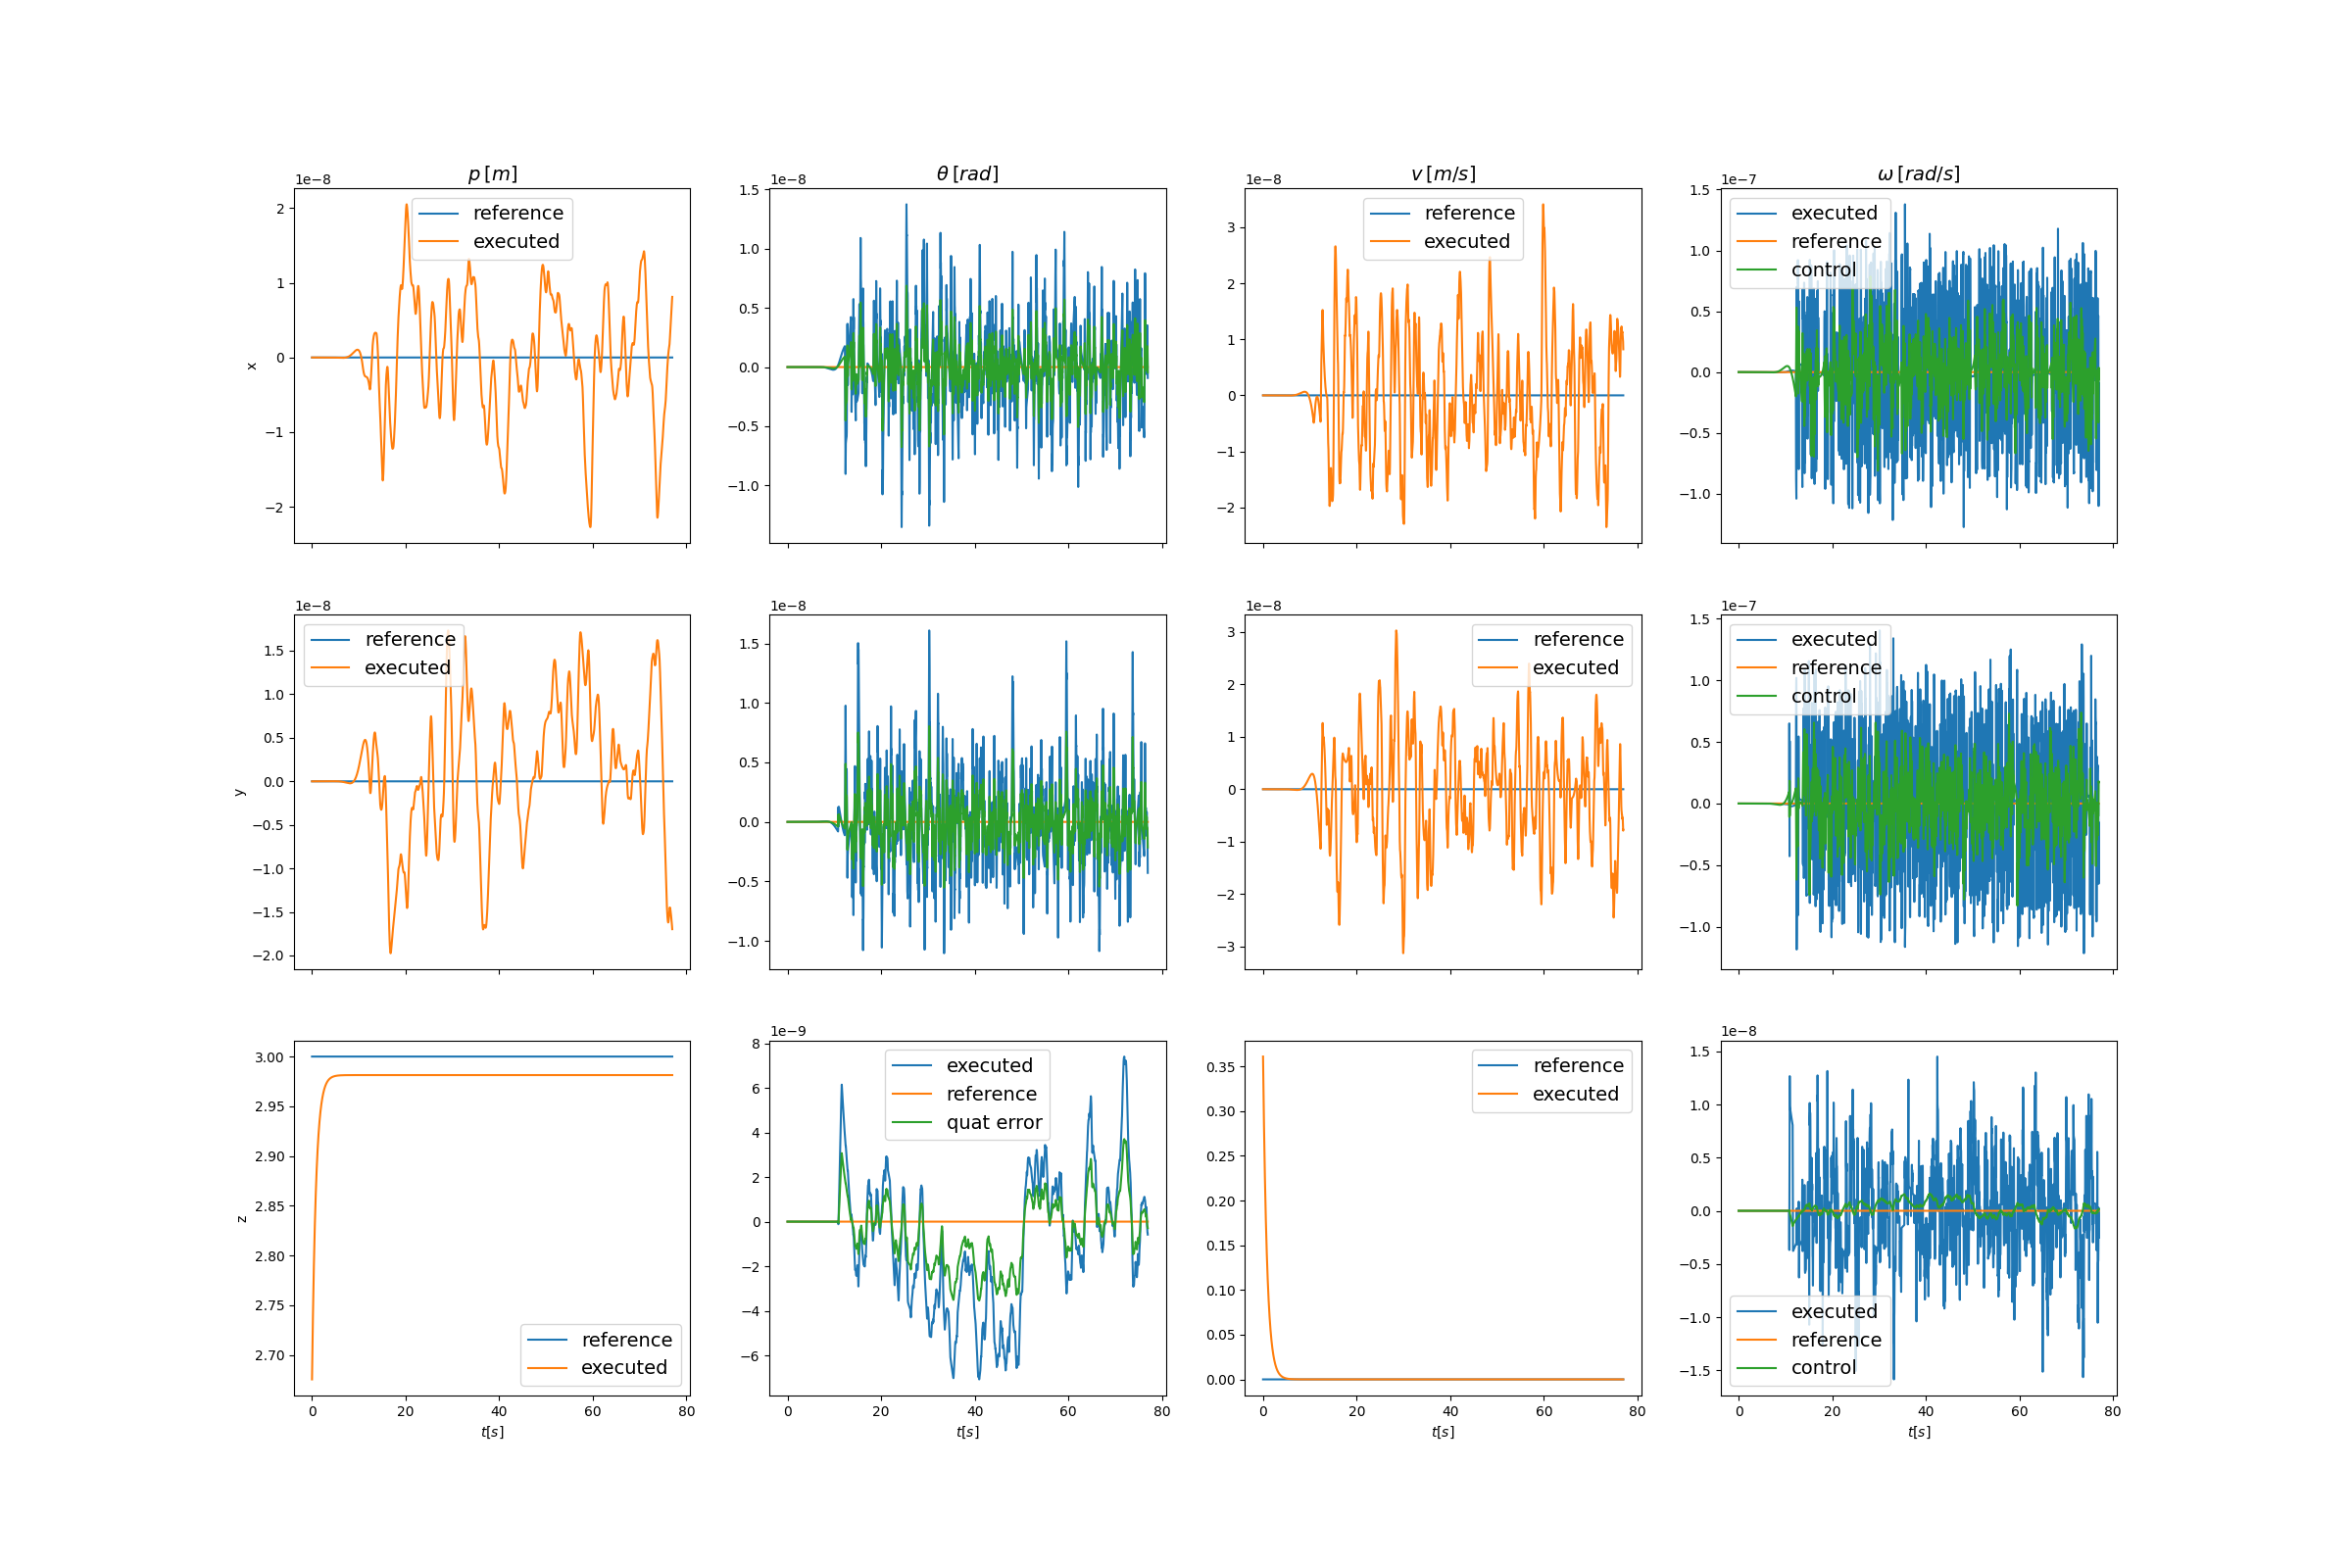 p [m]
1e−8
reference
executed
2
1
0
−1
−2
x
θ [rad]
1e−8
1.5
1.0
0.5
0.0
−0.5
−1.0
v [m/s]
1e−8
reference
executed
3
2
1
0
−1
−2
ω [rad/s]
1e−7
executed
reference
control
1.5
1.0
0.5
0.0
−0.5
−1.0
1e−8
reference
executed
1.5
1.0
0.5
0.0
−0.5
−1.0
−1.5
−2.0
y
1e−8
1.5
1.0
0.5
0.0
−0.5
−1.0
1e−8
reference
executed
3
2
1
0
−1
−2
−3
1e−7
executed
reference
control
1.5
1.0
0.5
0.0
−0.5
−1.0
3.00
2.95
2.90
2.85
2.80
2.75
2.70
z
reference
executed
0 20 40 60 80
t[s]
1e−9
executed
reference
quat error
8
6
4
2
0
−2
−4
−6
0 20 40 60 80
t[s]
reference
executed
0.35
0.30
0.25
0.20
0.15
0.10
0.05
0.00
0 20 40 60 80
t[s]
1e−8
1.5
1.0
0.5
0.0
−0.5
−1.0
−1.5
executed
reference
control
0 20 40 60 80
t[s]